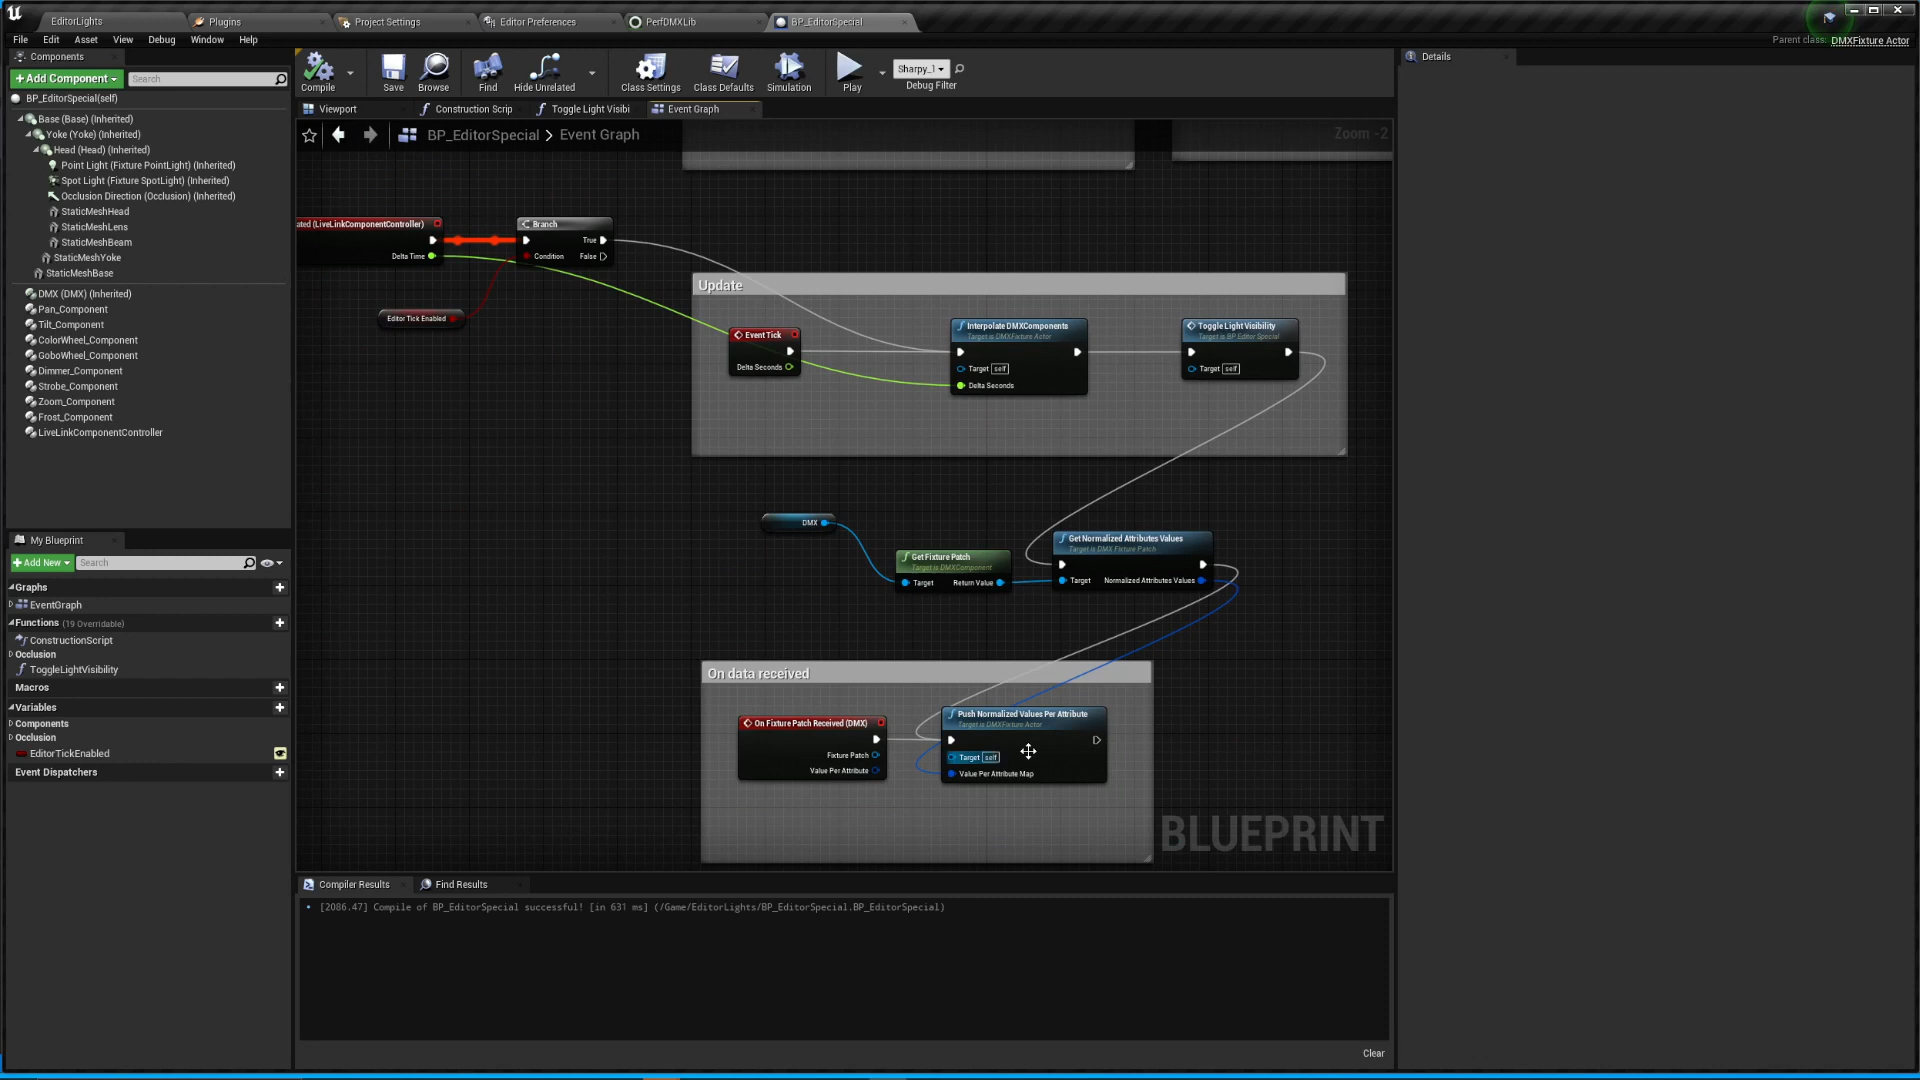 EditorLights
Plugins
Project Settings
Editor Preferences
PerfDMXLib
BP_EditorSpecial
File Edit Asset View Debug Window Help
Parent class: DMXFixture Actor
Components
+Add Component
Search
BP_EditorSpecial(self)
Base (Base) (Inherited)
Yoke (Yoke) (Inherited)
Head (Head) (Inherited)
Point Light (Fixture PointLight) (Inherited)
Spot Light (Fixture SpotLight) (Inherited)
Occlusion Direction (Occlusion) (Inherited)
StaticMeshHead
StaticMeshLens
StaticMeshBeam
StaticMeshYoke
StaticMeshBase
DMX (DMX) (Inherited)
Pan_Component
Tilt_Component
ColorWheel_Component
GoboWheel_Component
Dimmer_Component
Strobe_Component
Zoom_Component
Frost_Component
LiveLinkComponentController
My Blueprint
+Add New
Search
Graphs
EventGraph
Functions (19 Overridable)
ConstructionScript
Occlusion
ToggleLightVisibility
Macros
Variables
Components
Occlusion
EditorTickEnabled
Event Dispatchers
Compile
Save
Browse
Find
Hide Unrelated
Class Settings
Class Defaults
Simulation
Play
Sharpy_1
Debug Filter
Viewport
Construction Scrip
Toggle Light Visibi
Event Graph
BP_EditorSpecial > Event Graph
Zoom -2
ated (LiveLinkComponentController)
Delta Time
Branch
True
Condition False
Editor Tick Enabled
Update
Event Tick
Delta Seconds
Interpolate DMXComponents
Target is DMXFixture Actor
Target self
Delta Seconds
Toggle Light Visibility
Target is BP Editor Special
Target self
DMX
Get Fixture Patch
Target is DMXComponent
Target Return Value
Get Normalized Attributes Values
Target is DMX Fixture Patch
Target Normalized Attributes Values
On data received
On Fixture Patch Received (DMX)
Fixture Patch
Value Per Attribute
Push Normalized Values Per Attribute
Target is DMXFixture Actor
Target self
Value Per Attribute Map
BLUEPRINT
Compiler Results
Find Results
[2086.47] Compile of BP_EditorSpecial successful! [in 631 ms] (/Game/EditorLights/BP_EditorSpecial.BP_EditorSpecial)
Clear
Details